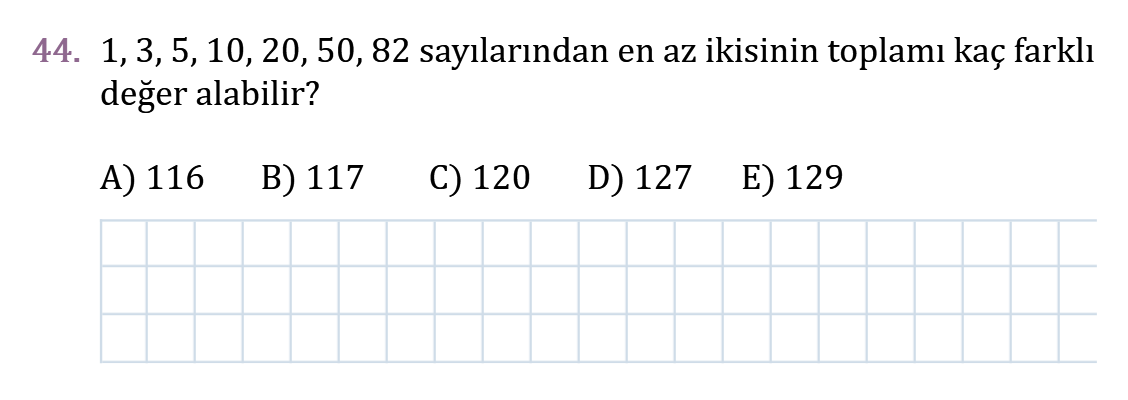 44. 1, 3, 5, 10, 20, 50, 82 sayılarından en az ikisinin toplamı kaç farklı
değer alabilir?
A) 116 B) 117 C) 120 D) 127 E) 129